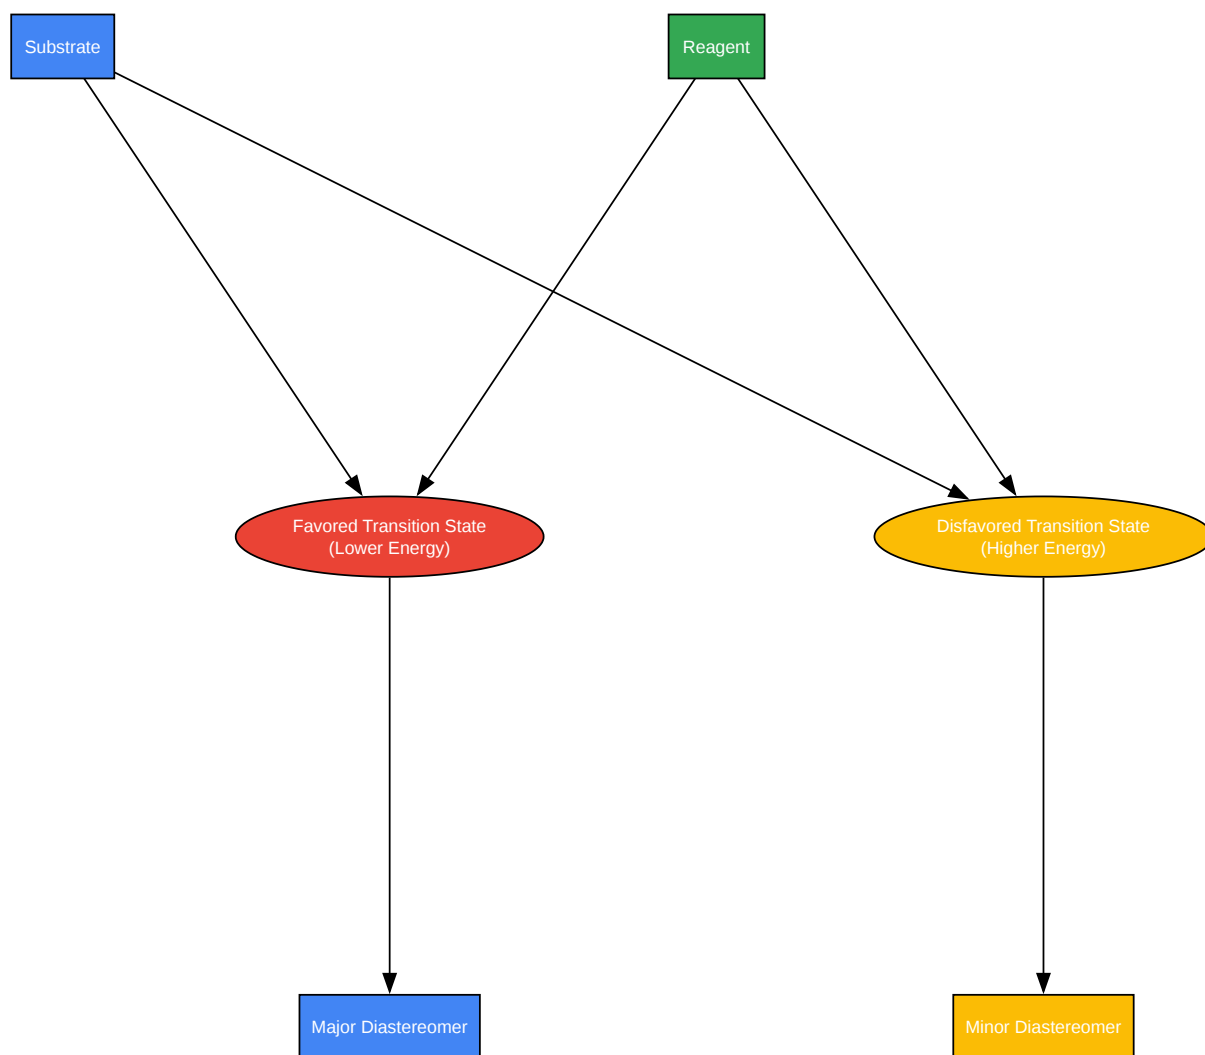 Substrate
Reagent
Favored Transition State
(Lower Energy)
Disfavored Transition State
(Higher Energy)
Major Diastereomer
Minor Diastereomer